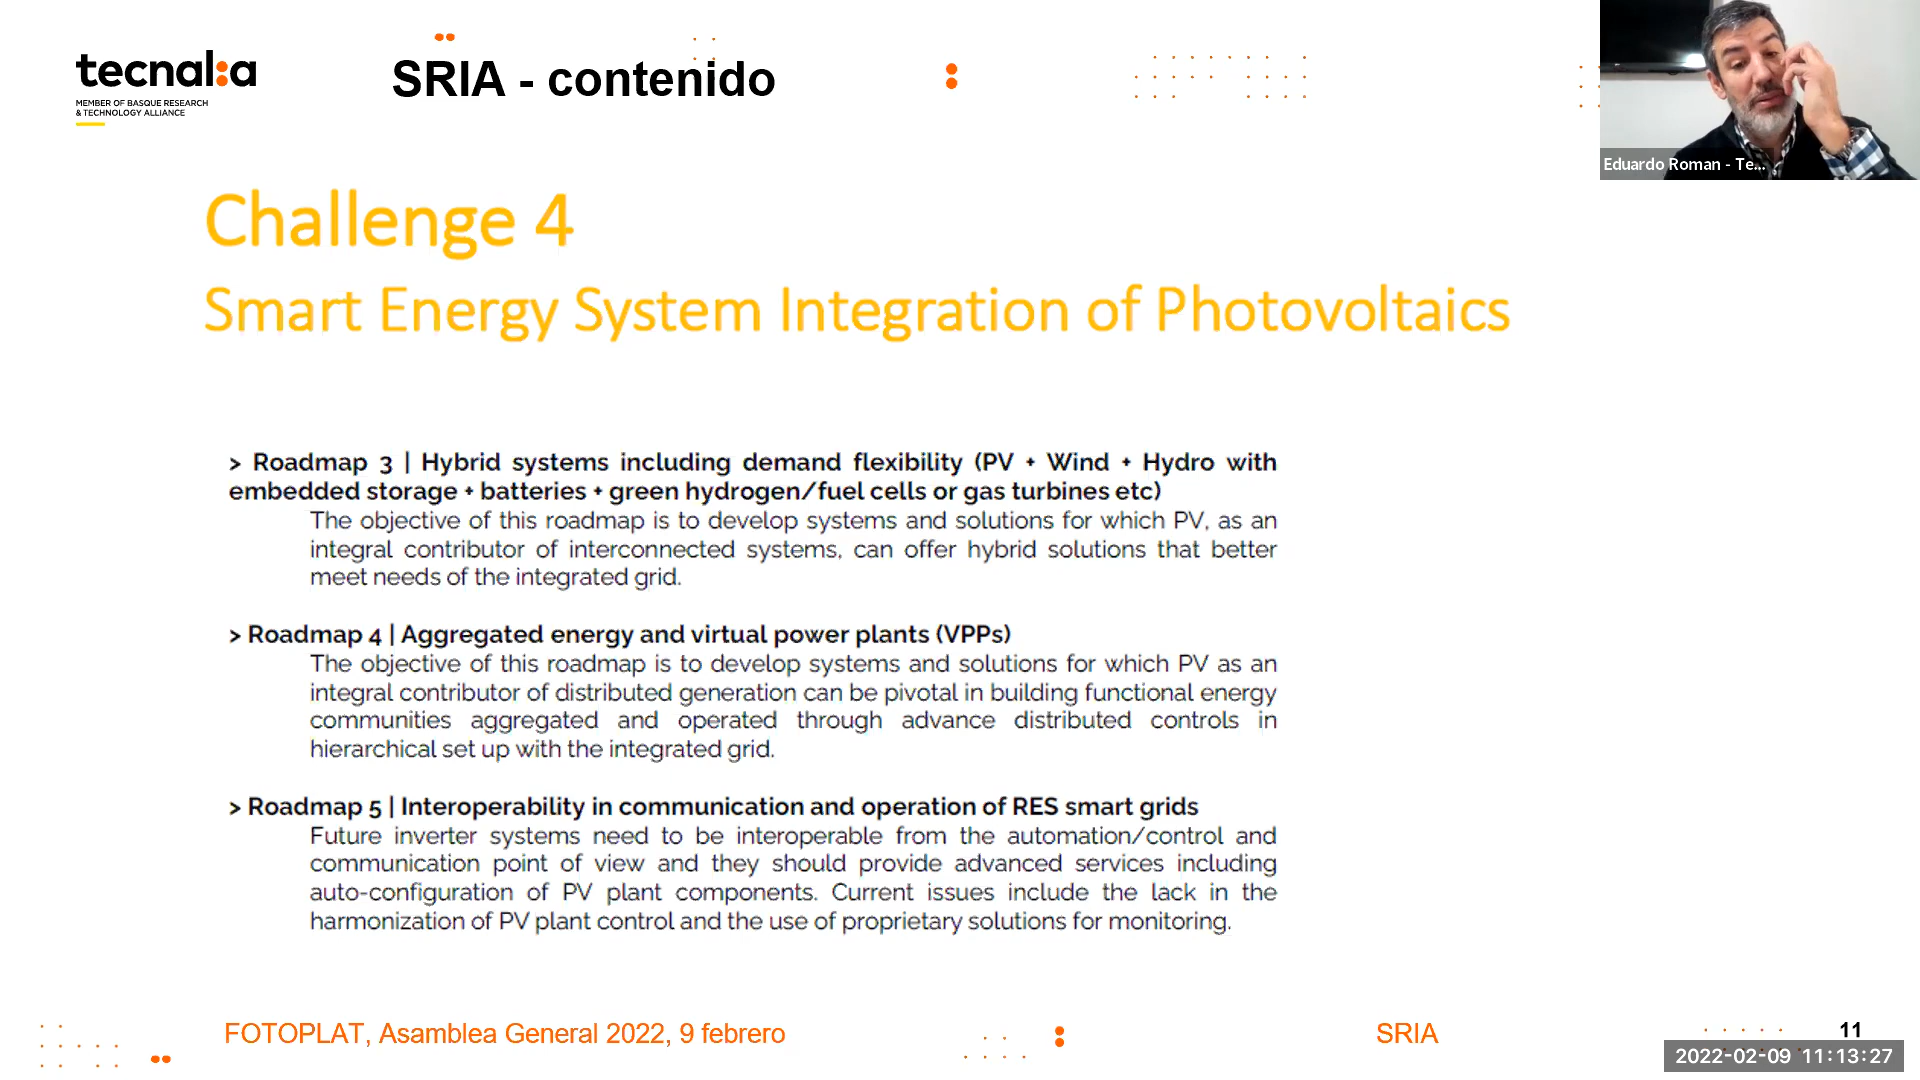 tecnalia
MEMBER OF BASQUE RESEARCH
& TECHNOLOGY ALLIANCE
SRIA - contenido
Eduardo Roman - Te...
Challenge 4
Smart Energy System Integration of Photovoltaics
> Roadmap 3 | Hybrid systems including demand flexibility (PV + Wind + Hydro with
embedded storage + batteries + green hydrogen/fuel cells or gas turbines etc)
The objective of this roadmap is to develop systems and solutions for which PV, as an
integral contributor of interconnected systems, can offer hybrid solutions that better
meet needs of the integrated grid.
> Roadmap 4 | Aggregated energy and virtual power plants (VPPs)
The objective of this roadmap is to develop systems and solutions for which PV as an
integral contributor of distributed generation can be pivotal in building functional energy
communities aggregated and operated through advance distributed controls in
hierarchical set up with the integrated grid.
> Roadmap 5 | Interoperability in communication and operation of RES smart grids
Future inverter systems need to be interoperable from the automation/control and
communication point of view and they should provide advanced services including
auto-configuration of PV plant components. Current issues include the lack in the
harmonization of PV plant control and the use of proprietary solutions for monitoring.
FOTOPLAT, Asamblea General 2022, 9 febrero
SRIA
11
2022-02-09 11:13:27